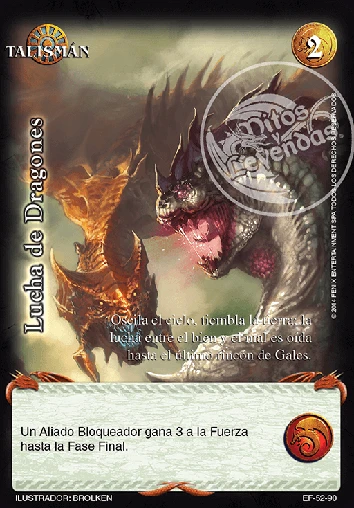 TALISMÁN
2
Mitos y Leyendas
Lucha de Dragones
Oscila el cielo, tiembla la tierra: la
lucha entre el bien y el mal es oída
hasta el último rincón de Gales.
Un Aliado Bloqueador gana 3 a la Fuerza
hasta la Fase Final.
ILUSTRADOR: BROLKEN
EF-52-90